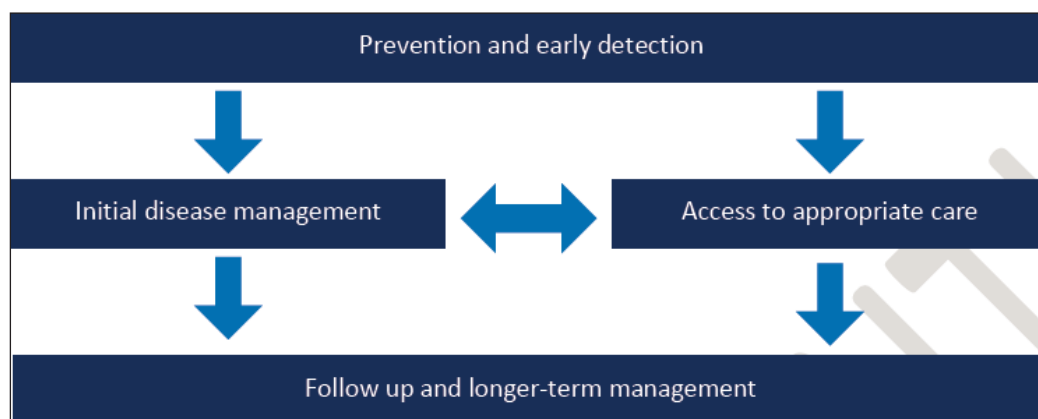 Prevention and early detection
Initial disease management
Access to appropriate care
Follow up and longer-term management